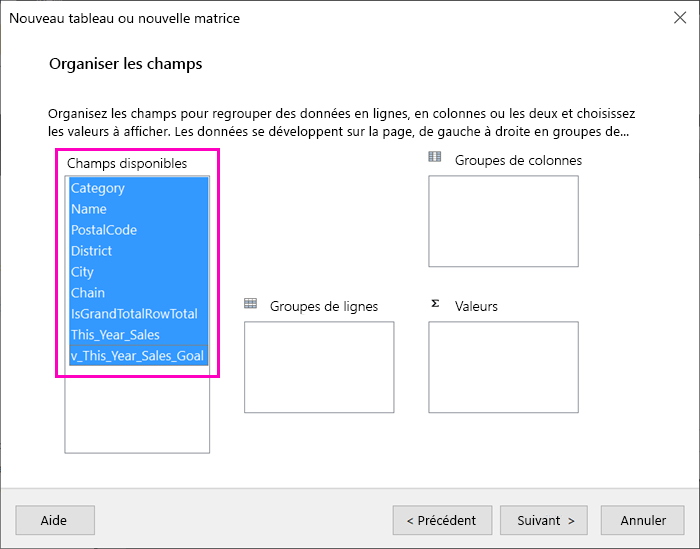 Nouveau tableau ou nouvelle matrice
Organiser les champs
Organisez les champs pour regrouper des données en lignes, en colonnes ou les deux et choisissez
les valeurs à afficher. Les données se développent sur la page, de gauche à droite en groupes de...
Champs disponibles
Category
Name
PostalCode
District
City
Chain
IsGrandTotalRowTotal
This_Year_Sales
v_This_Year_Sales_Goal
Groupes de colonnes
Groupes de lignes
Σ Valeurs
Aide
< Précédent
Suivant >
Annuler